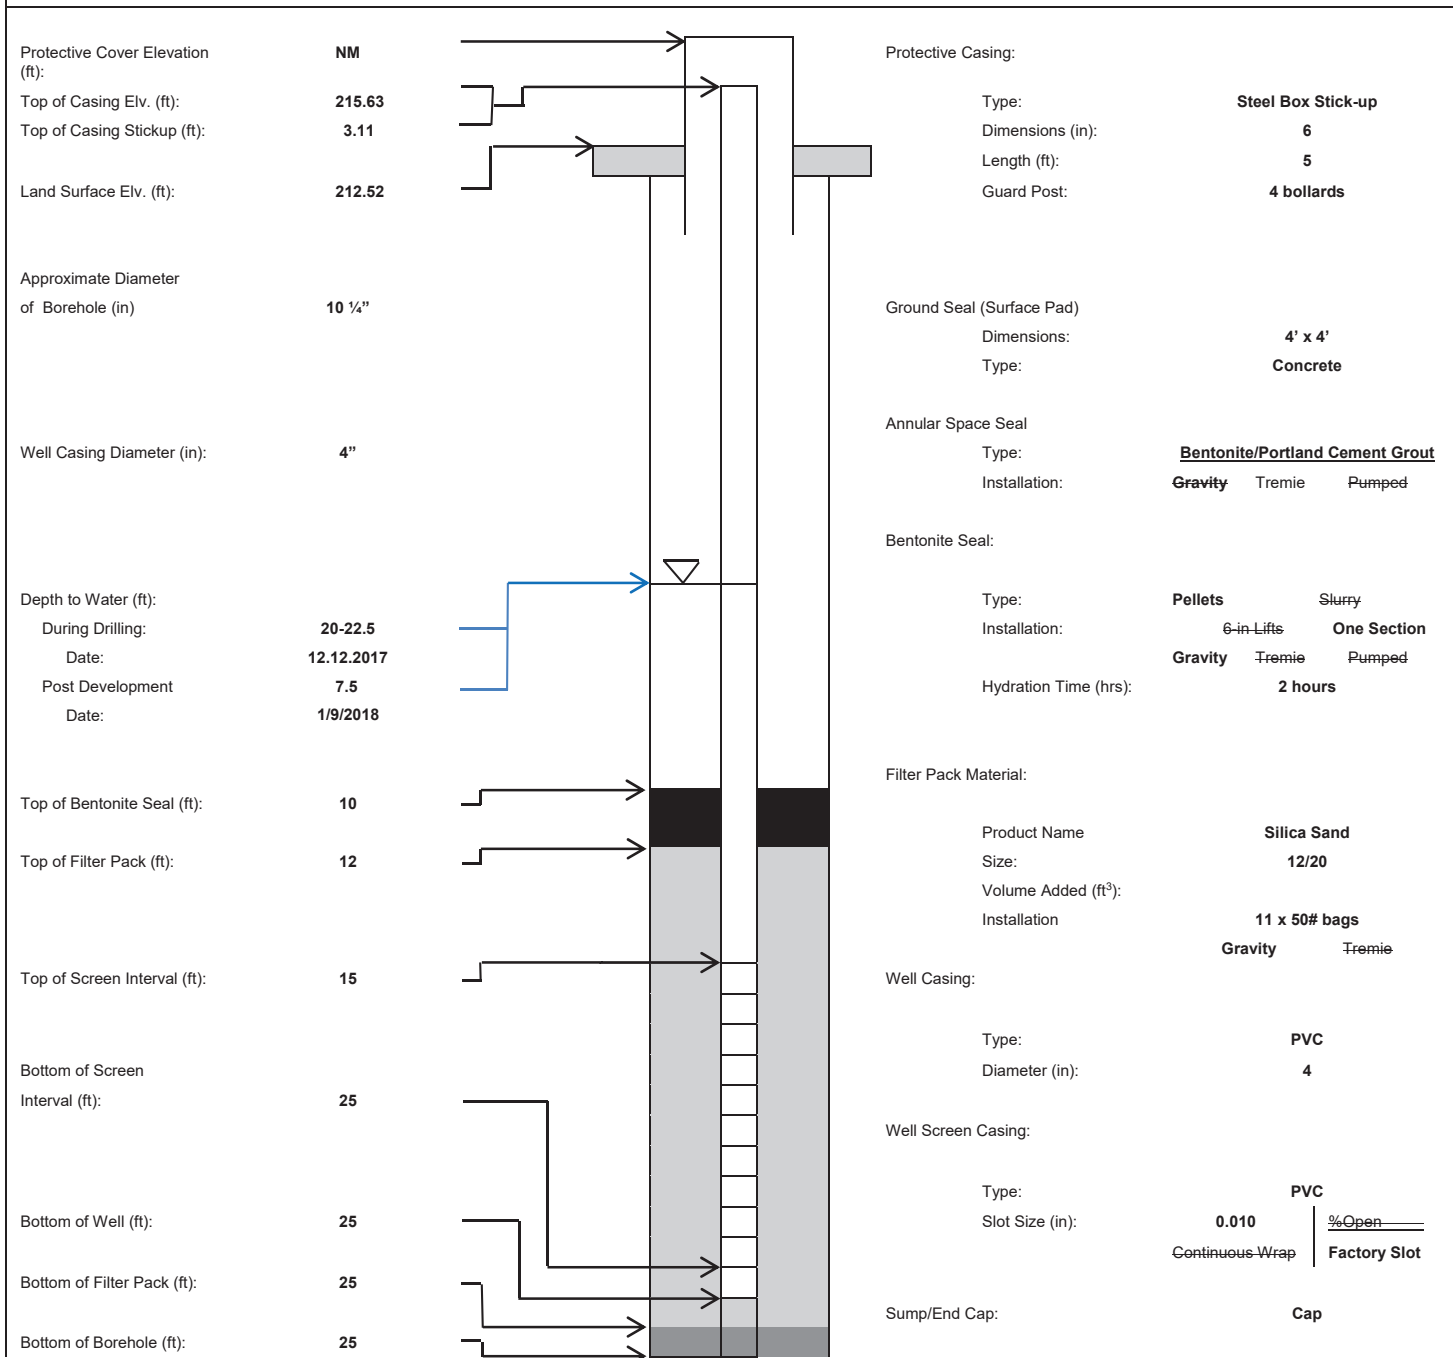 Protective Cover Elevation NM
(ft):
Top of Casing Elv. (ft): 215.63
Top of Casing Stickup (ft): 3.11
Land Surface Elv. (ft): 212.52
Approximate Diameter
of Borehole (in) 10 ¼”
Well Casing Diameter (in): 4”
Depth to Water (ft):
During Drilling: 20-22.5
Date: 12.12.2017
Post Development 7.5
Date: 1/9/2018
Top of Bentonite Seal (ft): 10
Top of Filter Pack (ft): 12
Top of Screen Interval (ft): 15
Bottom of Screen
Interval (ft): 25
Bottom of Well (ft): 25
Bottom of Filter Pack (ft): 25
Bottom of Borehole (ft): 25
Protective Casing:
Type: Steel Box Stick-up
Dimensions (in): 6
Length (ft): 5
Guard Post: 4 bollards
Ground Seal (Surface Pad)
Dimensions: 4’ x 4’
Type: Concrete
Annular Space Seal
Type: Bentonite/Portland Cement Grout
Installation: Gravity Tremie Pumped
Bentonite Seal:
Type: Pellets Slurry
Installation: 6-in Lifts One Section
Gravity Tremie Pumped
Hydration Time (hrs): 2 hours
Filter Pack Material:
Product Name Silica Sand
Size: 12/20
Volume Added (ft³):
Installation 11 x 50# bags
Gravity Tremie
Well Casing:
Type: PVC
Diameter (in): 4
Well Screen Casing:
Type: PVC
Slot Size (in): 0.010 %Open
Continuous Wrap Factory Slot
Sump/End Cap: Cap